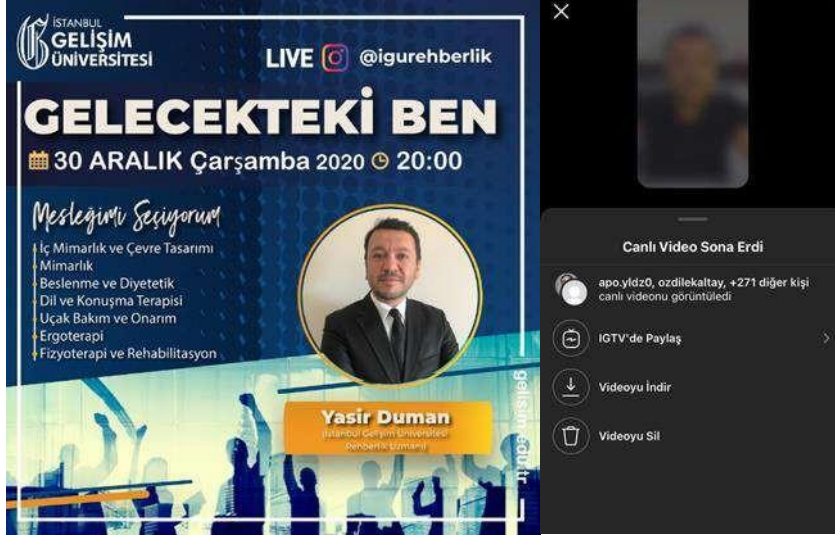 İSTANBUL
GELİŞİM
ÜNİVERSİTESİ
LIVE @igurehberlik
GELECEKTEKİ BEN
30 ARALIK Çarşamba 2020 20:00
Mesleğimi Seçiyorum
İç Mimarlık ve Çevre Tasarımı
Mimarlık
Beslenme ve Diyetetik
Dil ve Konuşma Terapisi
Uçak Bakım ve Onarım
Ergoterapi
Fizyoterapi ve Rehabilitasyon
Yasir Duman
(İstanbul Gelişim Üniversitesi
Rehberlik Uzmanı)
gelisim.edu.tr
Canlı Video Sona Erdi
apo.yldz0, ozdilekaltay, +271 diğer kişi
canlı videonu görüntüledi
IGTV'de Paylaş
Videoyu İndir
Videoyu Sil